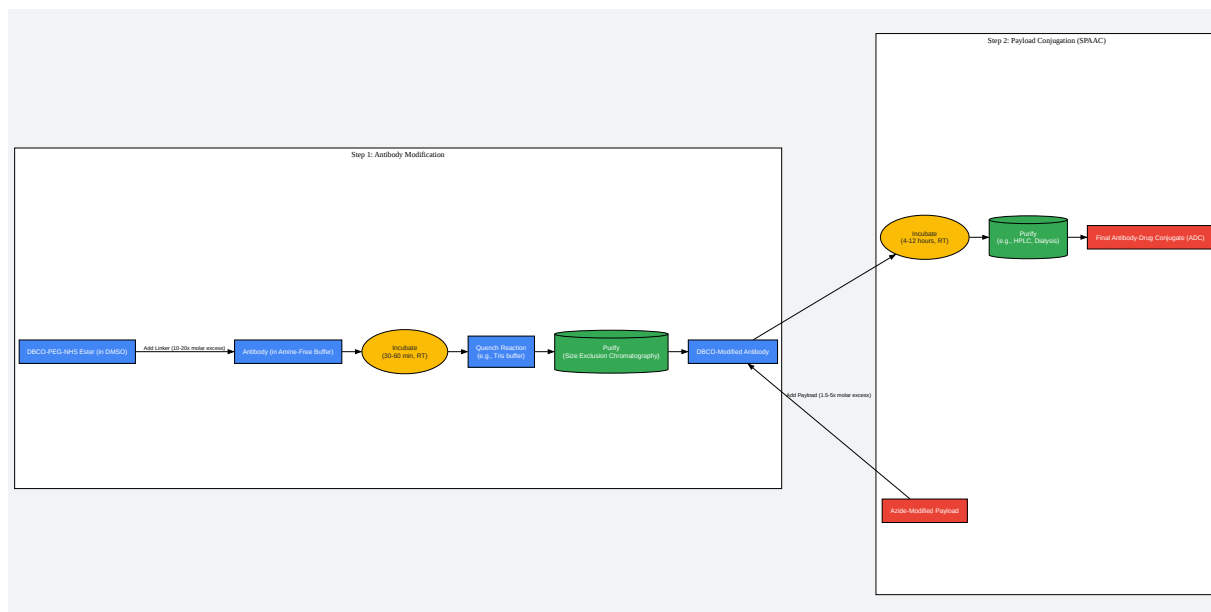 Step 2: Payload Conjugation (SPAAC)
Step 1: Antibody Modification
Incubate
(4-12 hours, RT)
Purify
(e.g., HPLC, Dialysis)
Final Antibody-Drug Conjugate (ADC)
DBCO-PEG-NHS Ester (in DMSO)
Add Linker (10-20x molar excess)
Antibody (in Amine-Free Buffer)
Incubate
(30-60 min, RT)
Quench Reaction
(e.g., Tris buffer)
Purify
(Size Exclusion Chromatography)
DBCO-Modified Antibody
Add Payload (1.5-5x molar excess)
Azide-Modified Payload